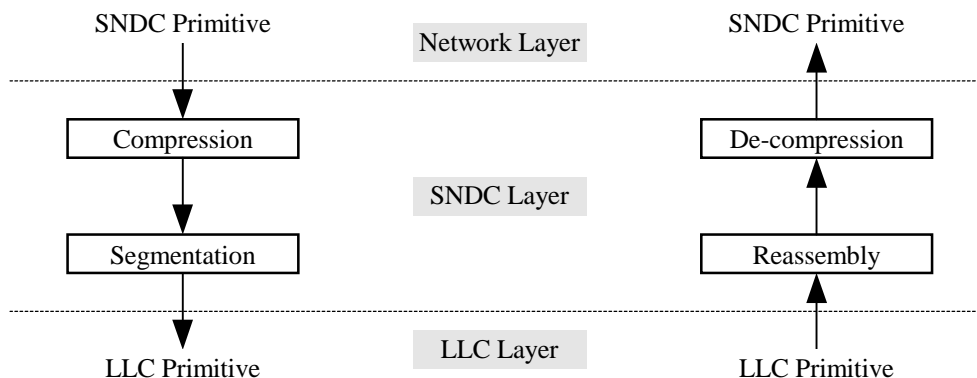 SNDC Primitive
Network Layer
SNDC Primitive
Compression
De-compression
SNDC Layer
Segmentation
Reassembly
LLC Primitive
LLC Layer
LLC Primitive